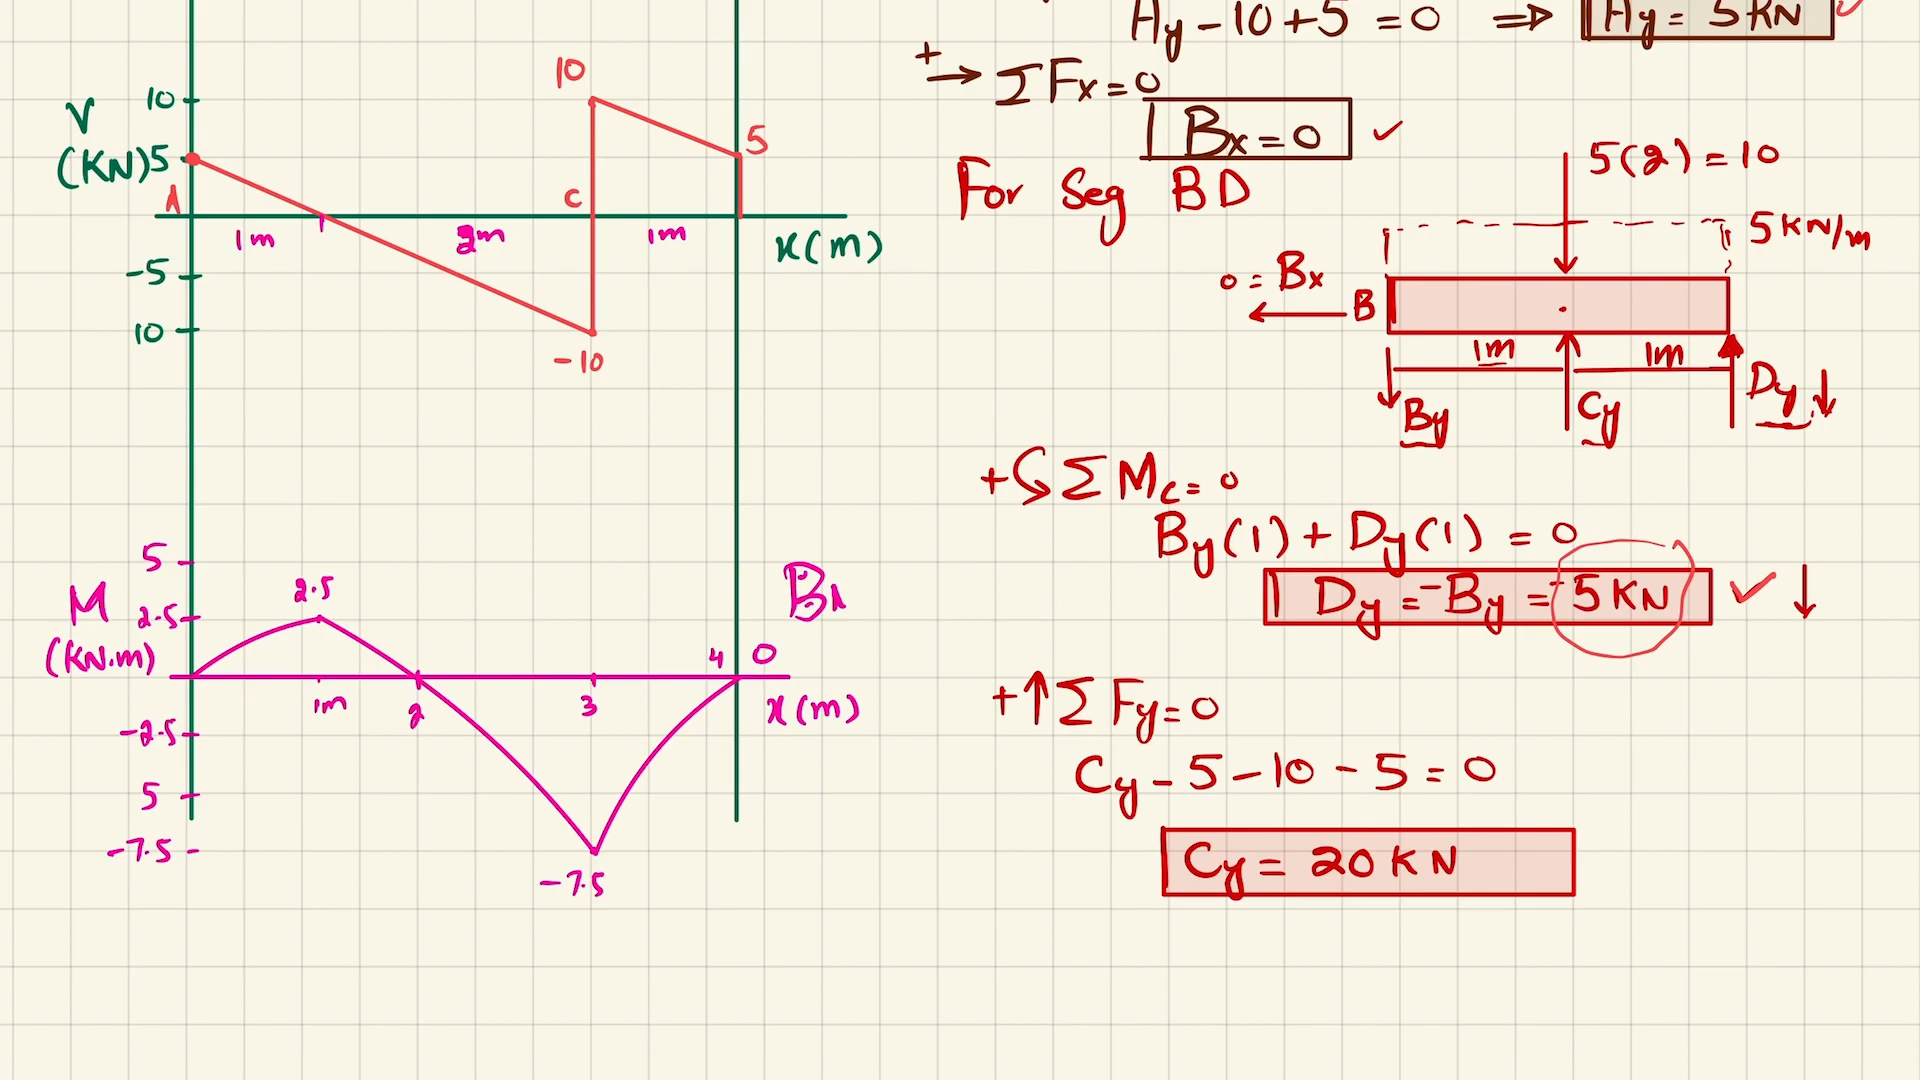 V
(KN)
10
5
-5
10
A
1m
2m
C
1m
x(m)
10
5
-10
M
(KN.m)
5
2.5
-2.5
5
-7.5
2.5
1m
2
3
4
0
x(m)
-7.5
Ay - 10 + 5 = 0 ⇒ Ay = 5 KN ✓
+→ ΣFx = 0
Bx = 0 ✓
For Seg BD
5(2) = 10
5 KN/m
0 = Bx
B
1m
1m
By
Cy
Dy ↓
+↺ ΣMc = 0
By(1) + Dy(1) = 0
Dy = -By = -5 KN ✓ ↓
+↑ΣFy = 0
Cy - 5 - 10 - 5 = 0
Cy = 20 KN